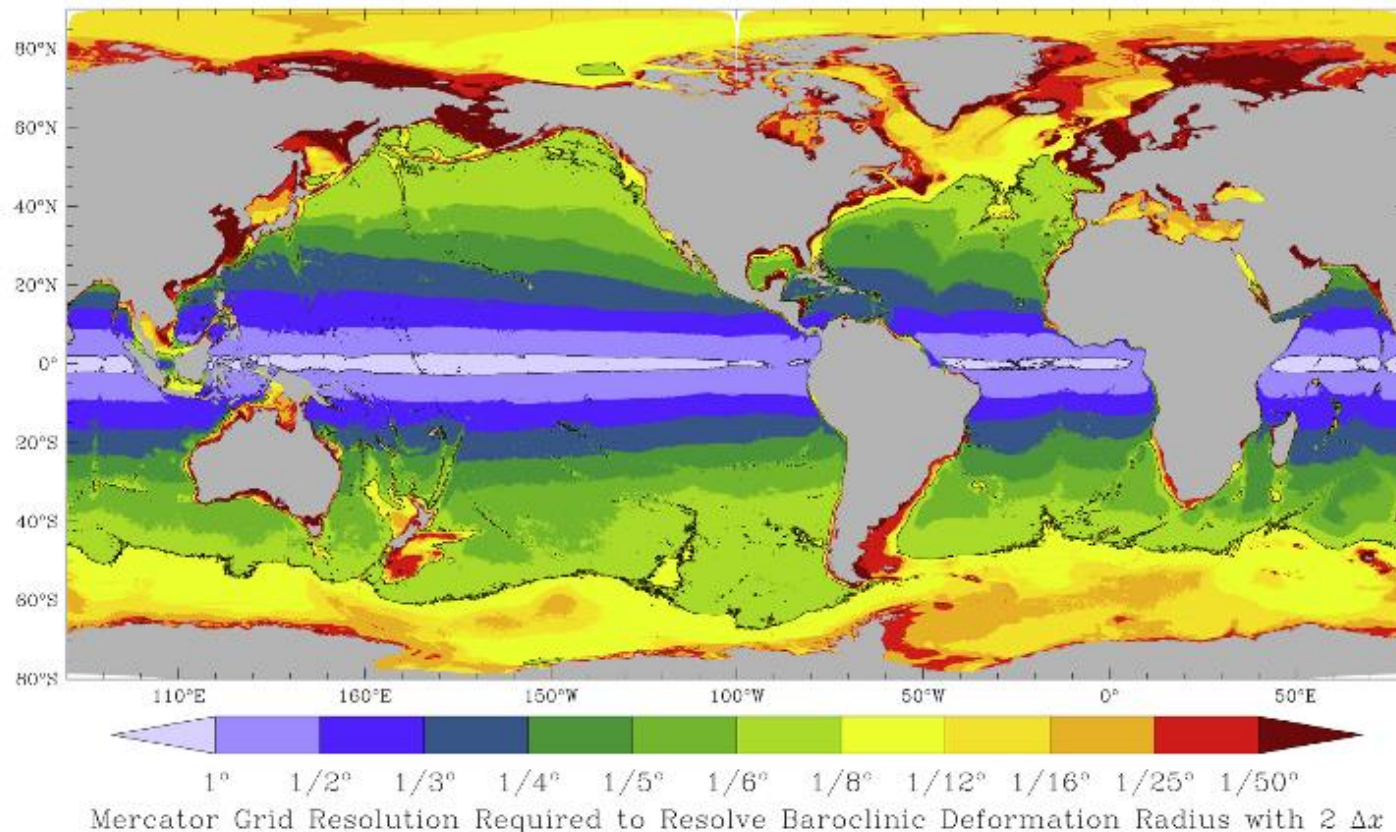 80°N
60°N
40°N
20°N
0°
20°S
40°S
60°S
80°S
110°E 160°E 150°W 100°W 50°W 0° 50°E
1° 1/2° 1/3° 1/4° 1/5° 1/6° 1/8° 1/12° 1/16° 1/25° 1/50°
Mercator Grid Resolution Required to Resolve Baroclinic Deformation Radius with 2 Δx